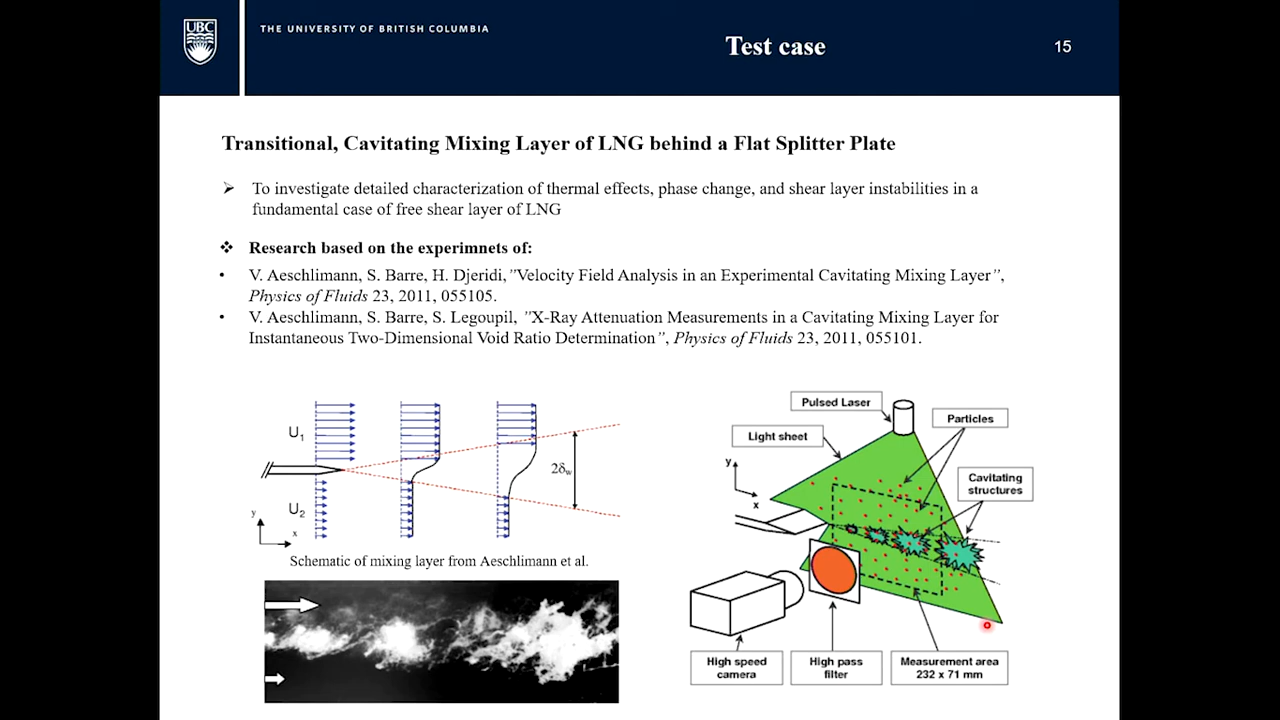 UBC
THE UNIVERSITY OF BRITISH COLUMBIA
Test case
15
Transitional, Cavitating Mixing Layer of LNG behind a Flat Splitter Plate
➢ To investigate detailed characterization of thermal effects, phase change, and shear layer instabilities in a
fundamental case of free shear layer of LNG
❖ Research based on the experimnets of:
• V. Aeschlimann, S. Barre, H. Djeridi, ”Velocity Field Analysis in an Experimental Cavitating Mixing Layer”,
Physics of Fluids 23, 2011, 055105.
• V. Aeschlimann, S. Barre, S. Legoupil, ”X-Ray Attenuation Measurements in a Cavitating Mixing Layer for
Instantaneous Two-Dimensional Void Ratio Determination”, Physics of Fluids 23, 2011, 055101.
U₁
2δw
U₂
y
x
Schematic of mixing layer from Aeschlimann et al.
Pulsed Laser
Particles
Light sheet
Cavitating
structures
y
x
High speed
camera
High pass
filter
Measurement area
232 x 71 mm